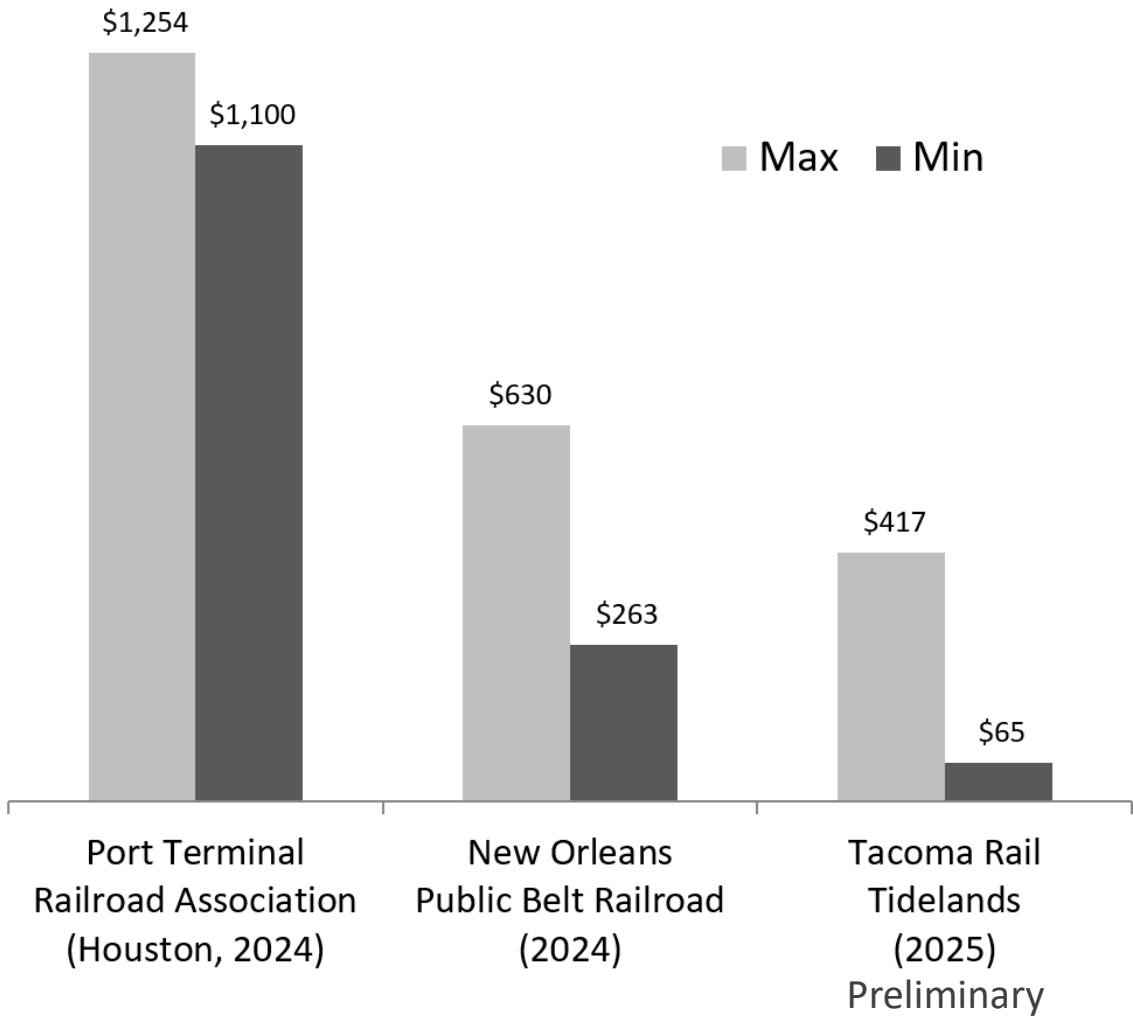 $1,254
$1,100
Max Min
$630
$417
$263
$65
Port Terminal
Railroad Association
(Houston, 2024)
New Orleans
Public Belt Railroad
(2024)
Tacoma Rail
Tidelands
(2025)
Preliminary